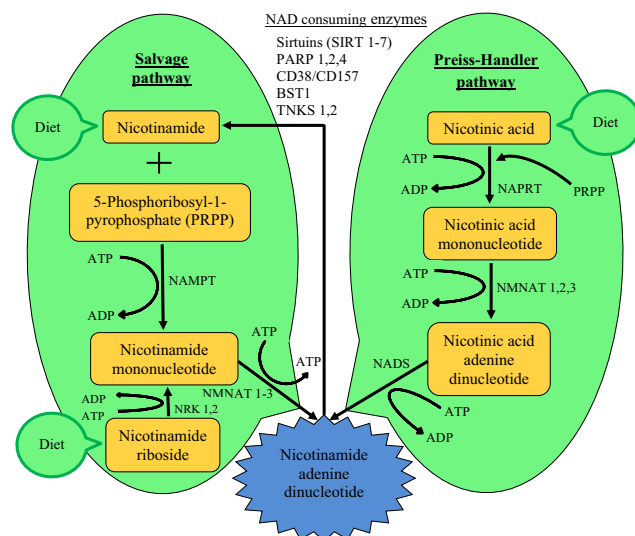 NAD consuming enzymes
Sirtuins (SIRT 1-7)
PARP 1,2,4
CD38/CD157
BST1
TNKS 1,2
Salvage
pathway
Diet
Nicotinamide
5-Phosphoribosyl-1-
pyrophosphate (PRPP)
ATP
NAMPT
ADP
Nicotinamide
mononucleotide
ATP
ATP
NMNAT 1-3
ADP
ATP
NRK 1,2
Diet
Nicotinamide
riboside
Preiss-Handler
pathway
Diet
Nicotinic acid
ATP
ADP
NAPRT
PRPP
Nicotinic acid
mononucleotide
ATP
NMNAT 1,2,3
ADP
Nicotinic acid
adenine
dinucleotide
NADS
ATP
ADP
Nicotinamide
adenine
dinucleotide